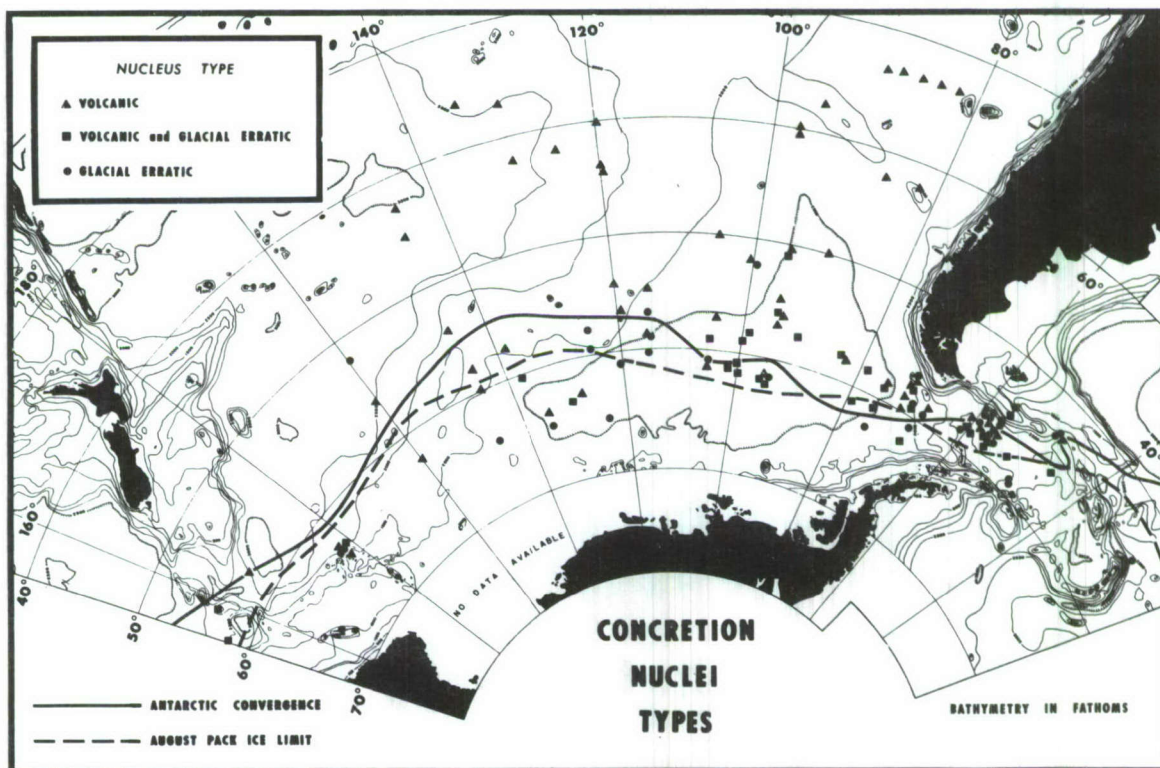 NUCLEUS TYPE
VOLCANIC
VOLCANIC and GLACIAL ERRATIC
GLACIAL ERRATIC
140°
120°
100°
80°
60°
40°
180°
160°
40°
50°
60°
70°
NO DATA AVAILABLE
CONCRETION
NUCLEI
TYPES
ANTARCTIC CONVERGENCE
AUGUST PACK ICE LIMIT
BATHYMETRY IN FATHOMS